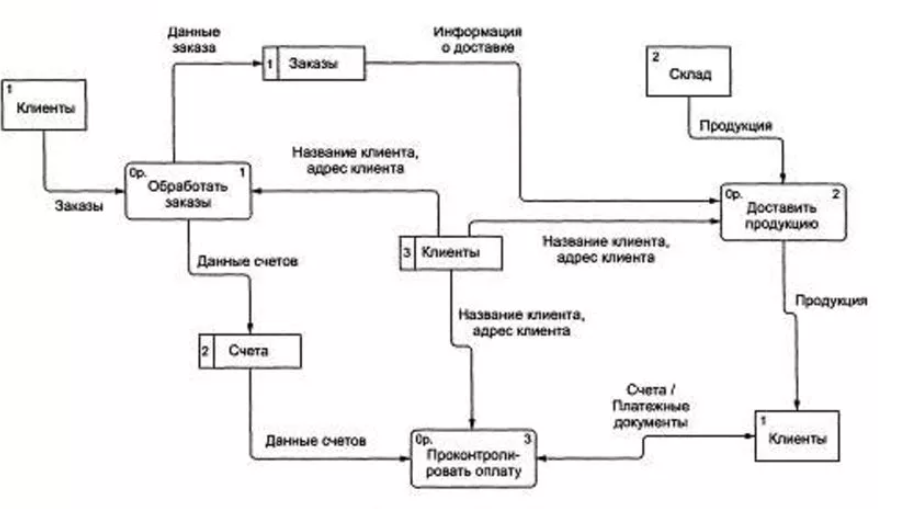 Данные
заказа
Информация
о доставке
1 Заказы
2
Склад
1
Клиенты
Продукция
Название клиента,
адрес клиента
0р. 1
Обработать
заказы
0р. 2
Доставить
продукцию
Заказы
Название клиента,
адрес клиента
3 Клиенты
Данные счетов
Продукция
Название клиента,
адрес клиента
2 Счета
Счета /
Платежные
документы
1
Клиенты
Данные счетов
0р. 3
Проконтроли-
ровать оплату